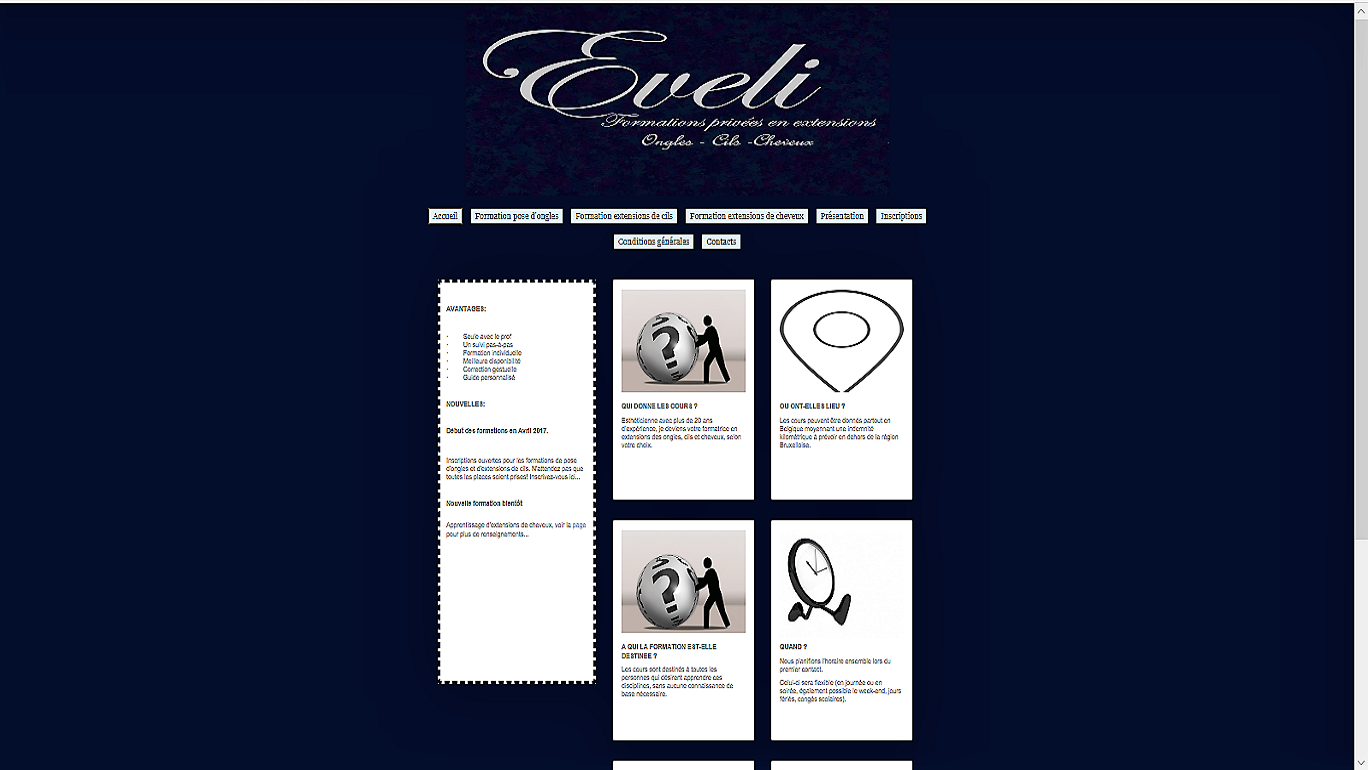 Eveli
Formations privées en extensions
Ongles - Cils -Cheveux
Accueil
Formation pose d'ongles
Formation extensions de cils
Formation extensions de cheveux
Présentation
Inscriptions
Conditions générales
Contacts
AVANTAGES:
· Seule avec le prof
· Un suivi pas-à-pas
· Formation individuelle
· Meilleure disponibilité
· Correction gestuelle
· Guide personnalisé
NOUVELLES:
Début des formations en Avril 2017.
Inscriptions ouvertes pour les formations de pose
d'ongles et d'extensions de cils. N'attendez pas que
toutes les places soient prises! Inscrivez-vous ici...
Nouvelle formation bientôt
Apprentissage d'extensions de cheveux, voir la page
pour plus de renseignements...
?
QUI DONNE LES COURS ?
Esthéticienne avec plus de 20 ans
d'expérience, je deviens votre formatrice en
extensions des ongles, cils et cheveux, selon
votre choix.
OU ONT-ELLES LIEU ?
Les cours peuvent être donnés partout en
Belgique moyennant une indemnité
kilométrique à prévoir en dehors de la région
Bruxelloise.
?
A QUI LA FORMATION EST-ELLE
DESTINEE ?
Les cours sont destinés à toutes les
personnes qui désirent apprendre ces
disciplines, sans aucune connaissance de
base nécessaire.
QUAND ?
Nous planifions l'horaire ensemble lors du
premier contact.
Celui-ci sera flexible (en journée ou en
soirée, également possible le week-end, jours
fériés, congés scolaires).